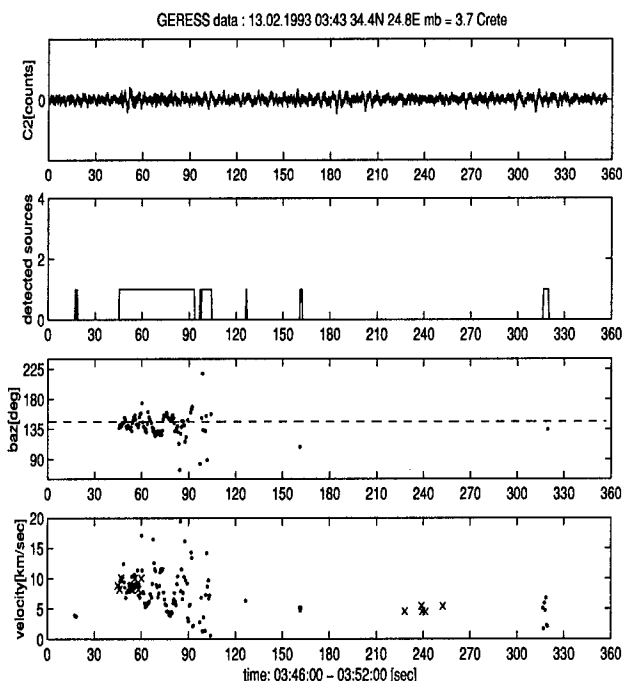 GERESS data : 13.02.1993 03:43 34.4N 24.8E mb = 3.7 Crete
C2[counts]
0
0 30 60 90 120 150 180 210 240 270 300 330 360
detected sources
4
2
0
0 30 60 90 120 150 180 210 240 270 300 330 360
baz[deg]
225
180
135
90
0 30 60 90 120 150 180 210 240 270 300 330 360
velocity[km/sec]
20
15
10
5
0
0 30 60 90 120 150 180 210 240 270 300 330 360
time: 03:46:00 – 03:52:00 [sec]